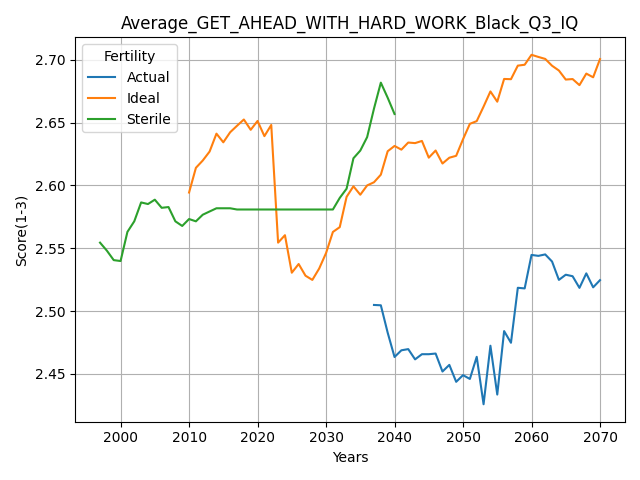 Average_GET_AHEAD_WITH_HARD_WORK_Black_Q3_IQ
Fertility
Actual
Ideal
Sterile
Score(1-3)
2.70
2.65
2.60
2.55
2.50
2.45
2000 2010 2020 2030 2040 2050 2060 2070
Years